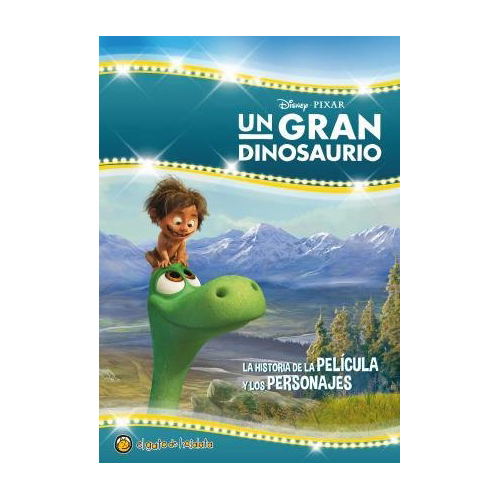 Disney · PIXAR
UN GRAN
DINOSAURIO
LA HISTORIA DE LA PELÍCULA
Y LOS PERSONAJES
el gato de hojalata